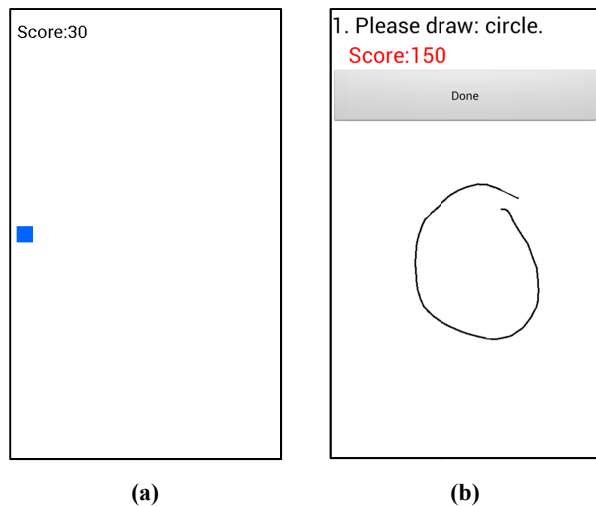 Score:30
1. Please draw: circle.
Score:150
Done
(a)
(b)